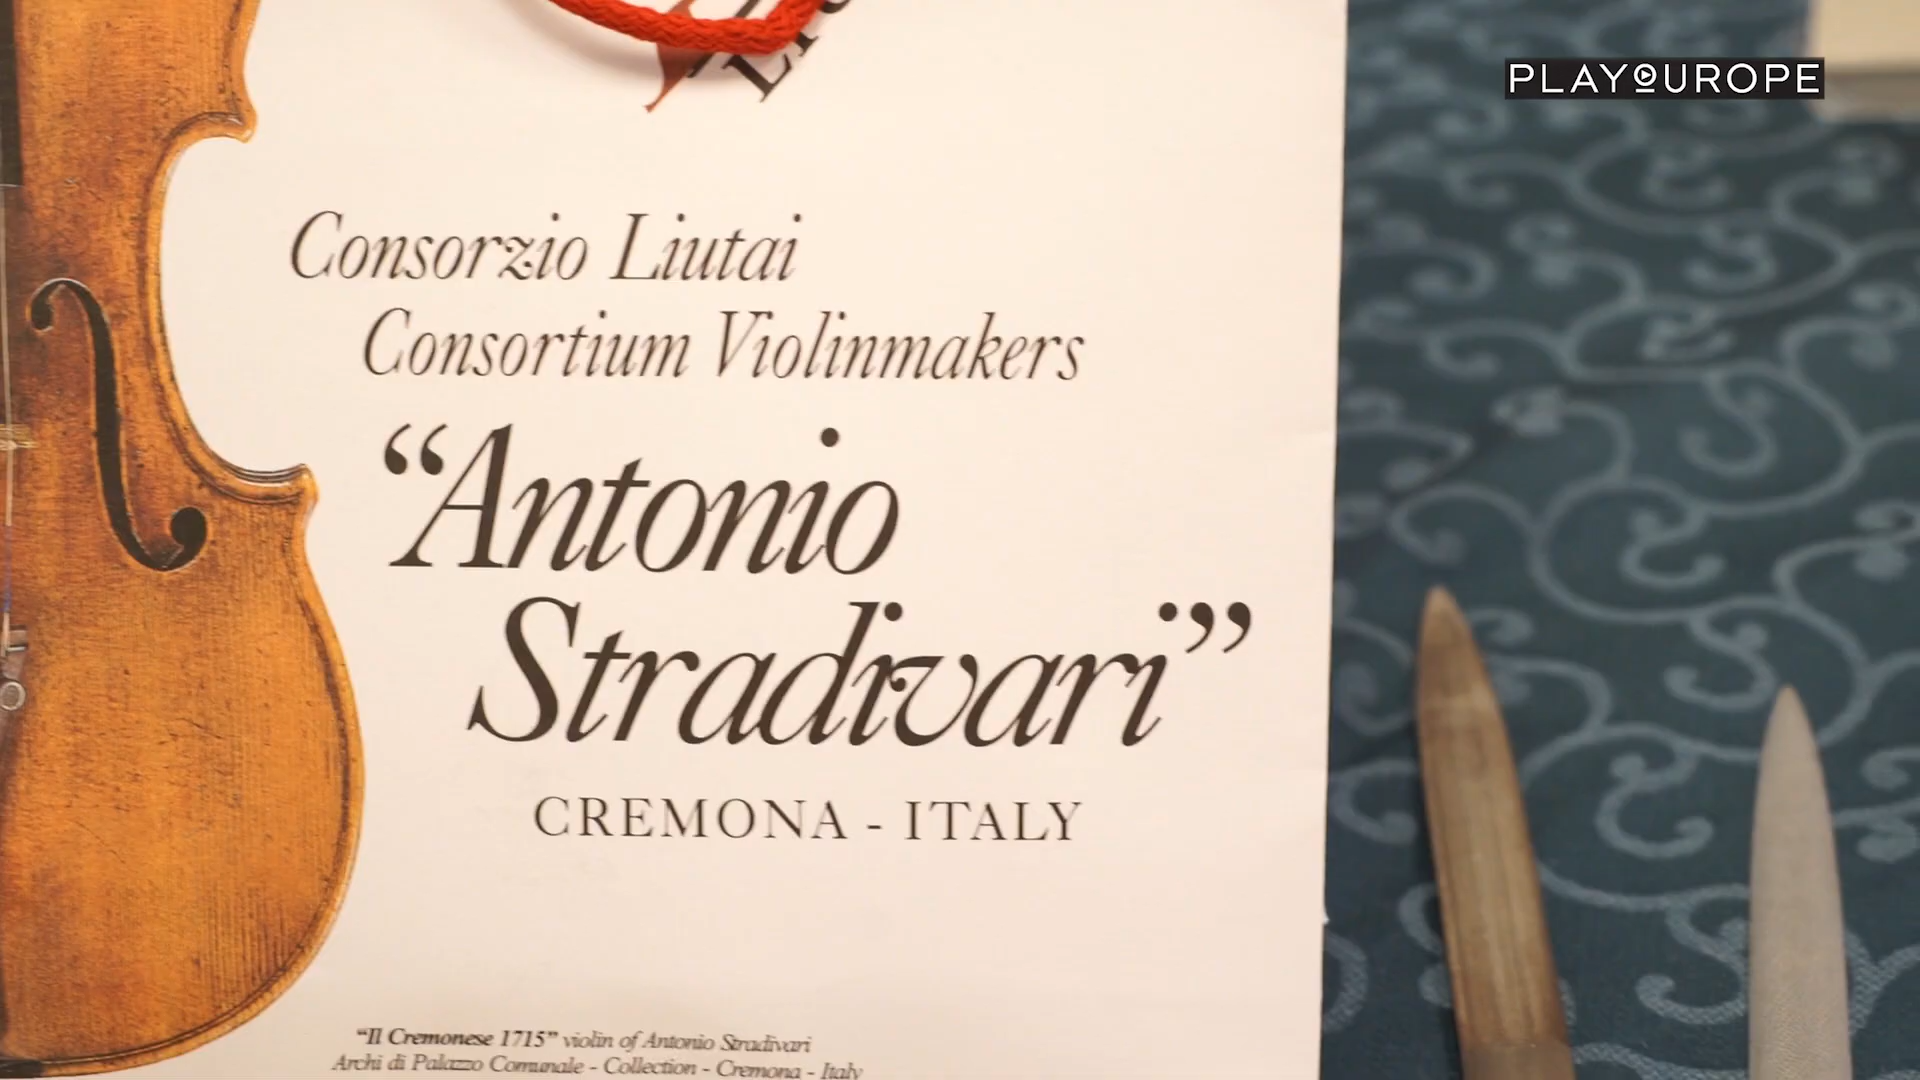 PLAYEUROPE
Consorzio Liutai
Consortium Violinmakers
“Antonio
Stradivari”
CREMONA - ITALY
“Il Cremonese 1715” violin of Antonio Stradivari
Archi di Palazzo Comunale - Collection - Cremona - Italy